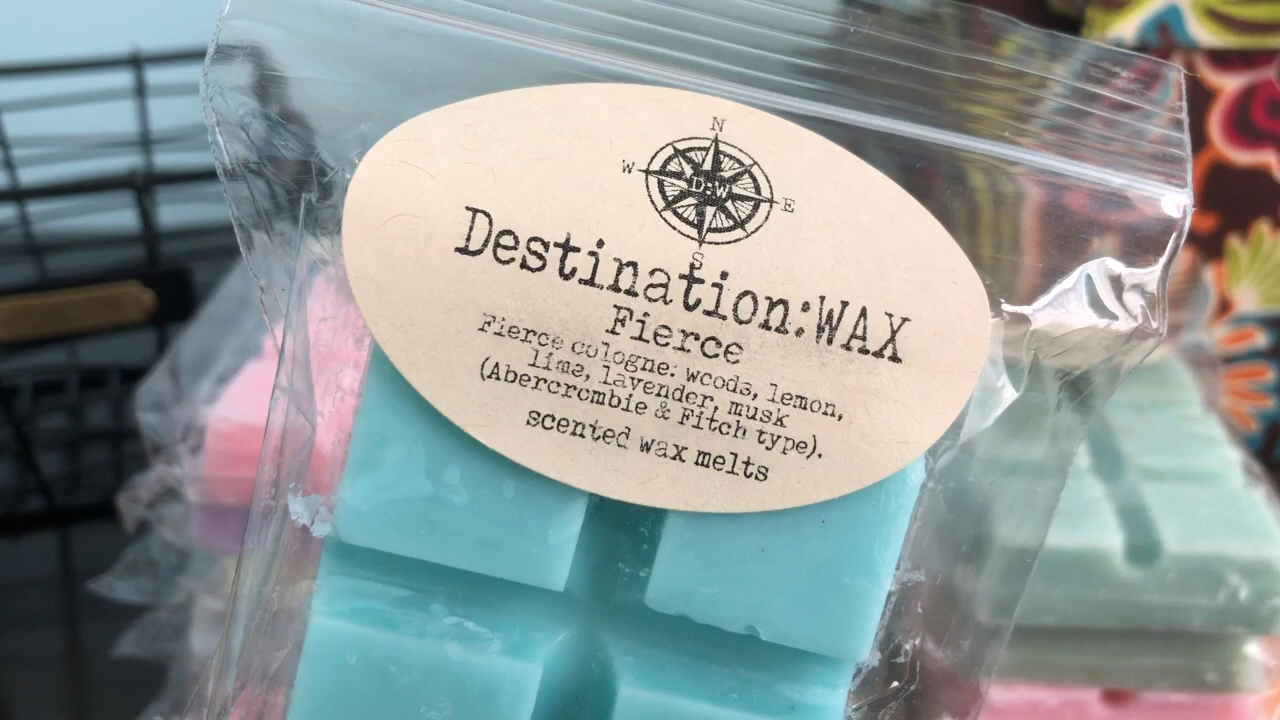 N
W
D:W
E
S
Destination:WAX
Fierce
Fierce cologne: woods, lemon,
lime, lavender, musk
(Abercrombie & Fitch type).
scented wax melts